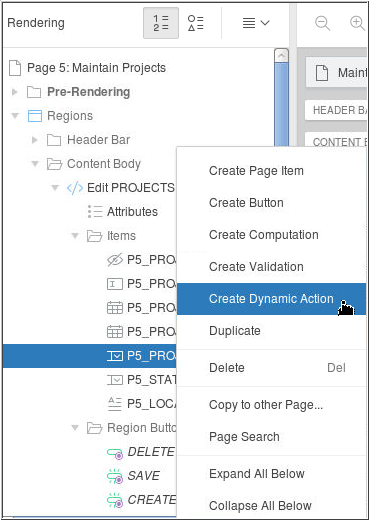 Rendering
Page 5: Maintain Projects
Pre-Rendering
Regions
Header Bar
Content Body
Edit PROJECTS
Attributes
Items
P5_PRO
P5_PRO
P5_PRO
P5_PRO
P5_PRO
P5_STAT
P5_LOCA
Region Butto
DELETE
SAVE
CREATE
Maint
HEADER BA
CONTENT B
Create Page Item
Create Button
Create Computation
Create Validation
Create Dynamic Action
Duplicate
Delete Del
Copy to other Page...
Page Search
Expand All Below
Collapse All Below